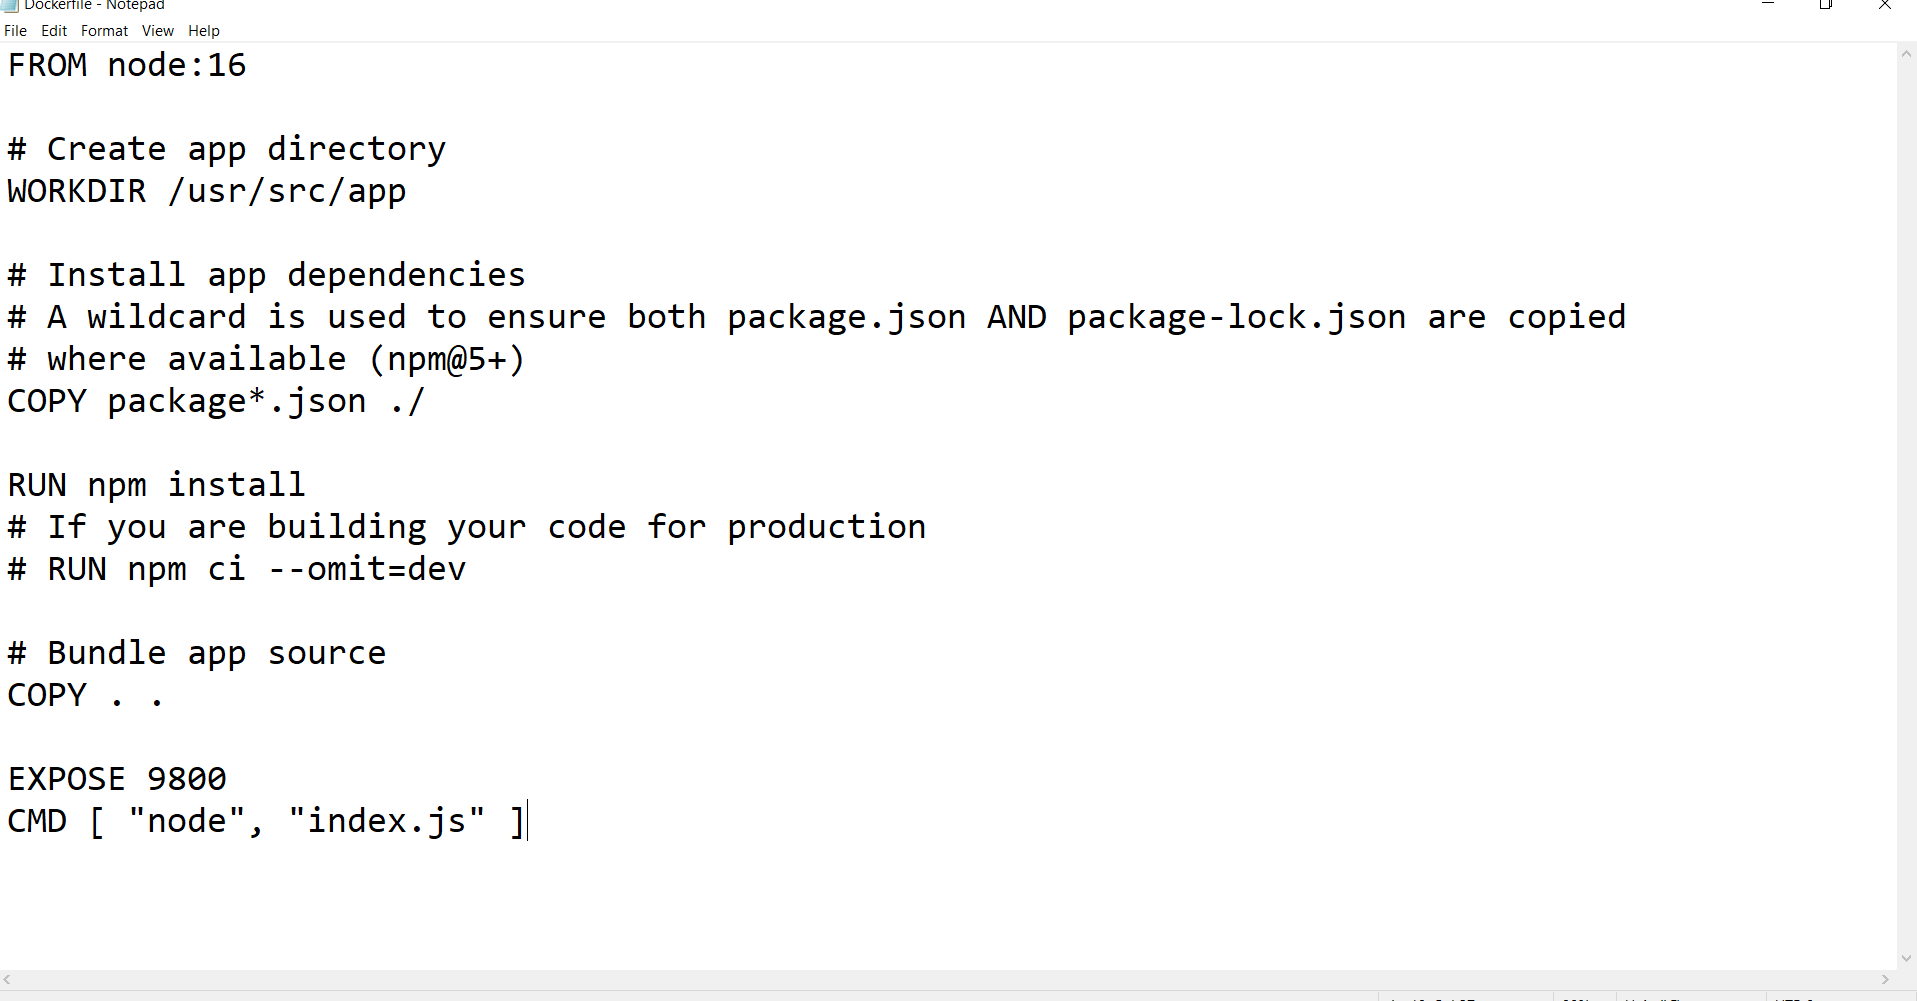 Dockerfile - Notepad
File Edit Format View Help
FROM node:16
# Create app directory
WORKDIR /usr/src/app
# Install app dependencies
# A wildcard is used to ensure both package.json AND package-lock.json are copied
# where available (npm@5+)
COPY package*.json ./
RUN npm install
# If you are building your code for production
# RUN npm ci --omit=dev
# Bundle app source
COPY . .
EXPOSE 9800
CMD [ "node", "index.js" ]